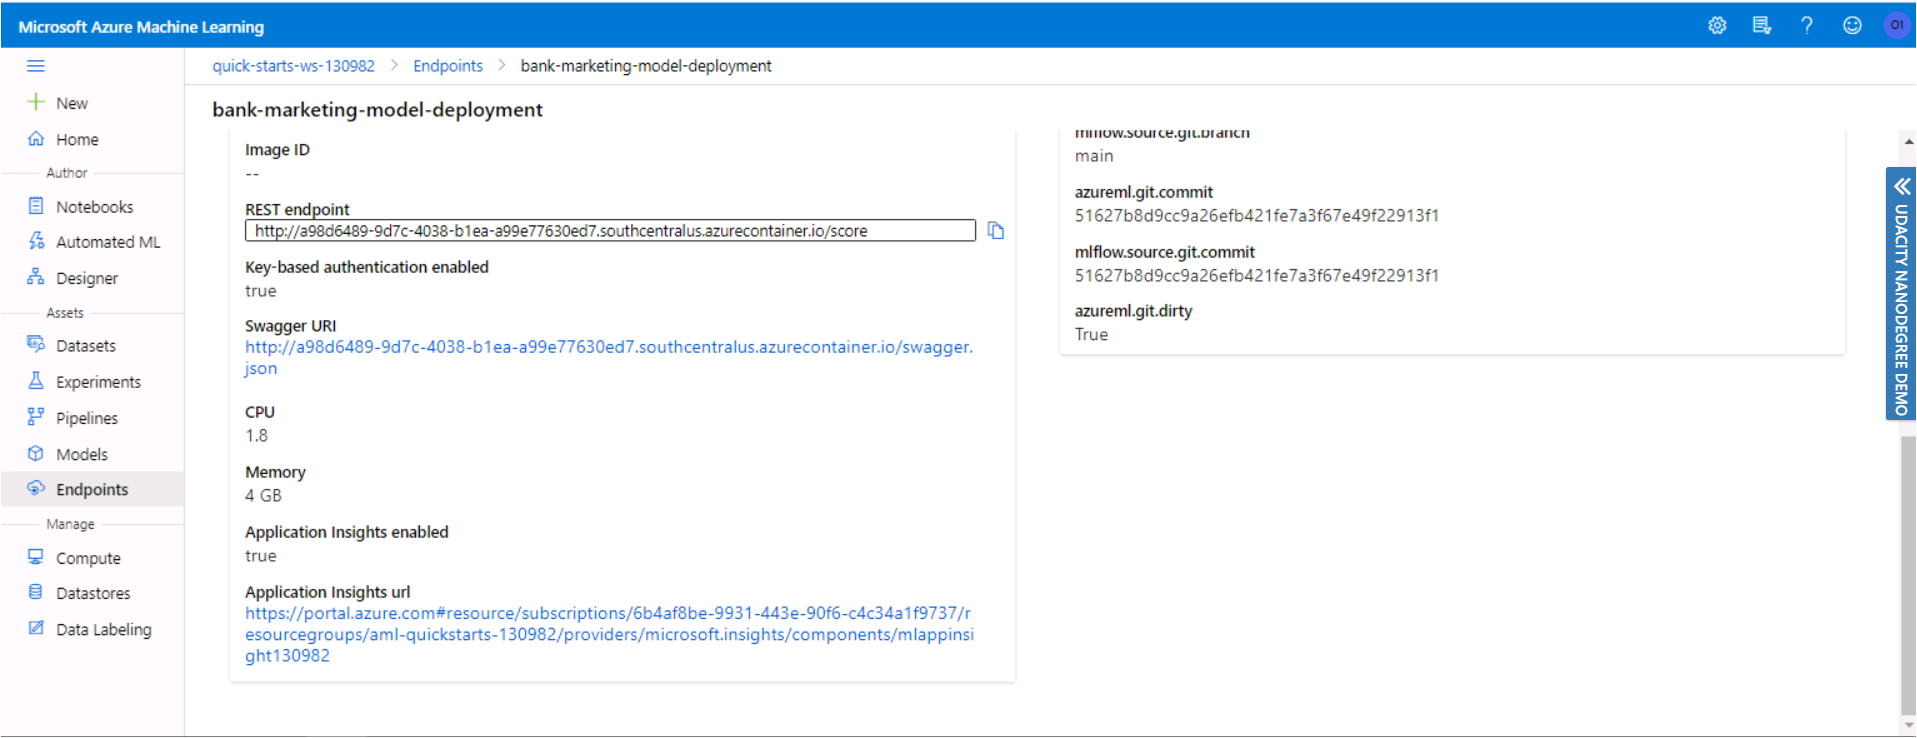 Microsoft Azure Machine Learning
O1
quick-starts-ws-130982 > Endpoints > bank-marketing-model-deployment
New
Home
Author
Notebooks
Automated ML
Designer
Assets
Datasets
Experiments
Pipelines
Models
Endpoints
Manage
Compute
Datastores
Data Labeling
bank-marketing-model-deployment
Image ID
--
REST endpoint
http://a98d6489-9d7c-4038-b1ea-a99e77630ed7.southcentralus.azurecontainer.io/score
Key-based authentication enabled
true
Swagger URI
http://a98d6489-9d7c-4038-b1ea-a99e77630ed7.southcentralus.azurecontainer.io/swagger.
json
CPU
1.8
Memory
4 GB
Application Insights enabled
true
Application Insights url
https://portal.azure.com#resource/subscriptions/6b4af8be-9931-443e-90f6-c4c34a1f9737/r
esourcegroups/aml-quickstarts-130982/providers/microsoft.insights/components/mlappinsi
ght130982
mlflow.source.git.branch
main
azureml.git.commit
51627b8d9cc9a26efb421fe7a3f67e49f22913f1
mlflow.source.git.commit
51627b8d9cc9a26efb421fe7a3f67e49f22913f1
azureml.git.dirty
True
UDACITY NANODEGREE DEMO